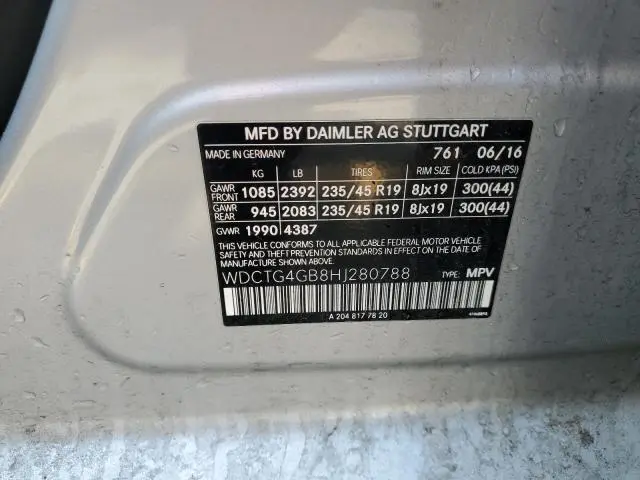 MFD BY DAIMLER AG STUTTGART
MADE IN GERMANY 761 06/16
KG LB TIRES RIM SIZE COLD KPA(PSI)
GAWR FRONT 1085 2392 235/45 R19 8Jx19 300(44)
GAWR REAR 945 2083 235/45 R19 8Jx19 300(44)
GVWR 1990 4387
THIS VEHICLE CONFORMS TO ALL APPLICABLE FEDERAL MOTOR VEHICLE
SAFETY, BUMPER, AND THEFT PREVENTION STANDARDS IN EFFECT ON THE
DATE OF MANUFACTURE SHOWN ABOVE.
WDCTG4GB8HJ280788 TYPE: MPV
A 204 817 78 20